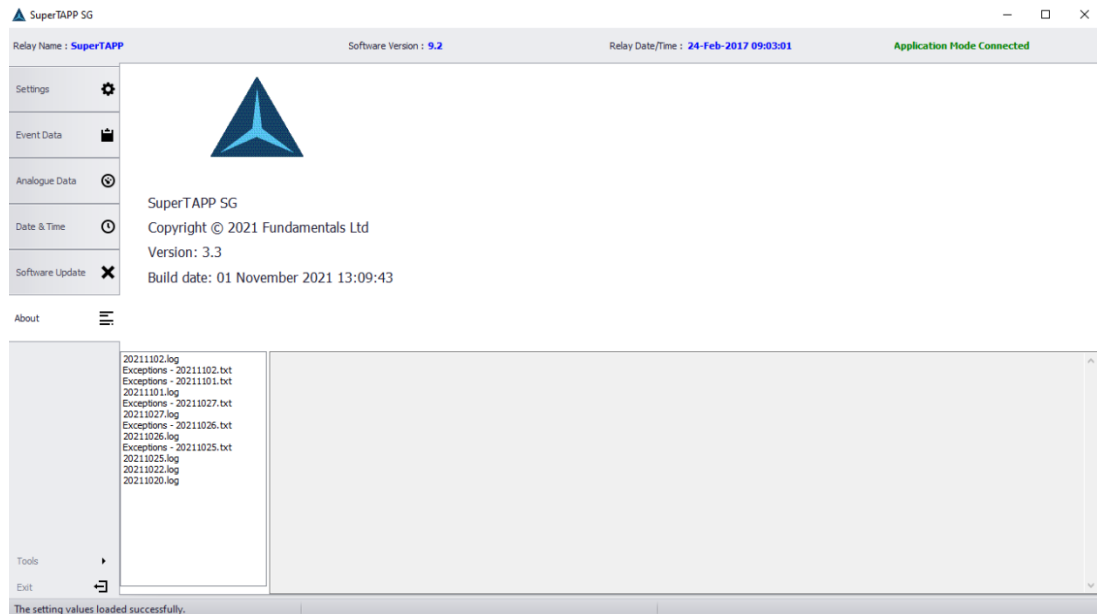 SuperTAPP SG
Relay Name : SuperTAPP
Software Version : 9.2
Relay Date/Time : 24-Feb-2017 09:03:01
Application Mode Connected
Settings
Event Data
Analogue Data
Date & Time
Software Update
About
SuperTAPP SG
Copyright © 2021 Fundamentals Ltd
Version: 3.3
Build date: 01 November 2021 13:09:43
20211102.log
Exceptions - 20211102.txt
Exceptions - 20211101.txt
20211101.log
Exceptions - 20211027.txt
20211027.log
Exceptions - 20211026.txt
20211026.log
Exceptions - 20211025.txt
20211025.log
20211022.log
20211020.log
Tools
Exit
The setting values loaded successfully.